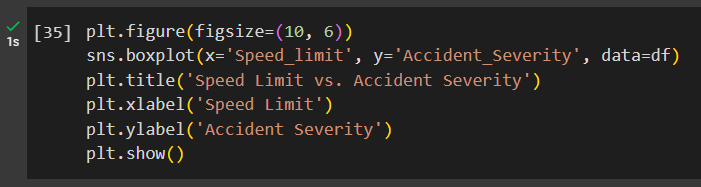 [35] plt.figure(figsize=(10, 6))
sns.boxplot(x='Speed_limit', y='Accident_Severity', data=df)
1s
plt.title('Speed Limit vs. Accident Severity')
plt.xlabel('Speed Limit')
plt.ylabel('Accident Severity')
plt.show()